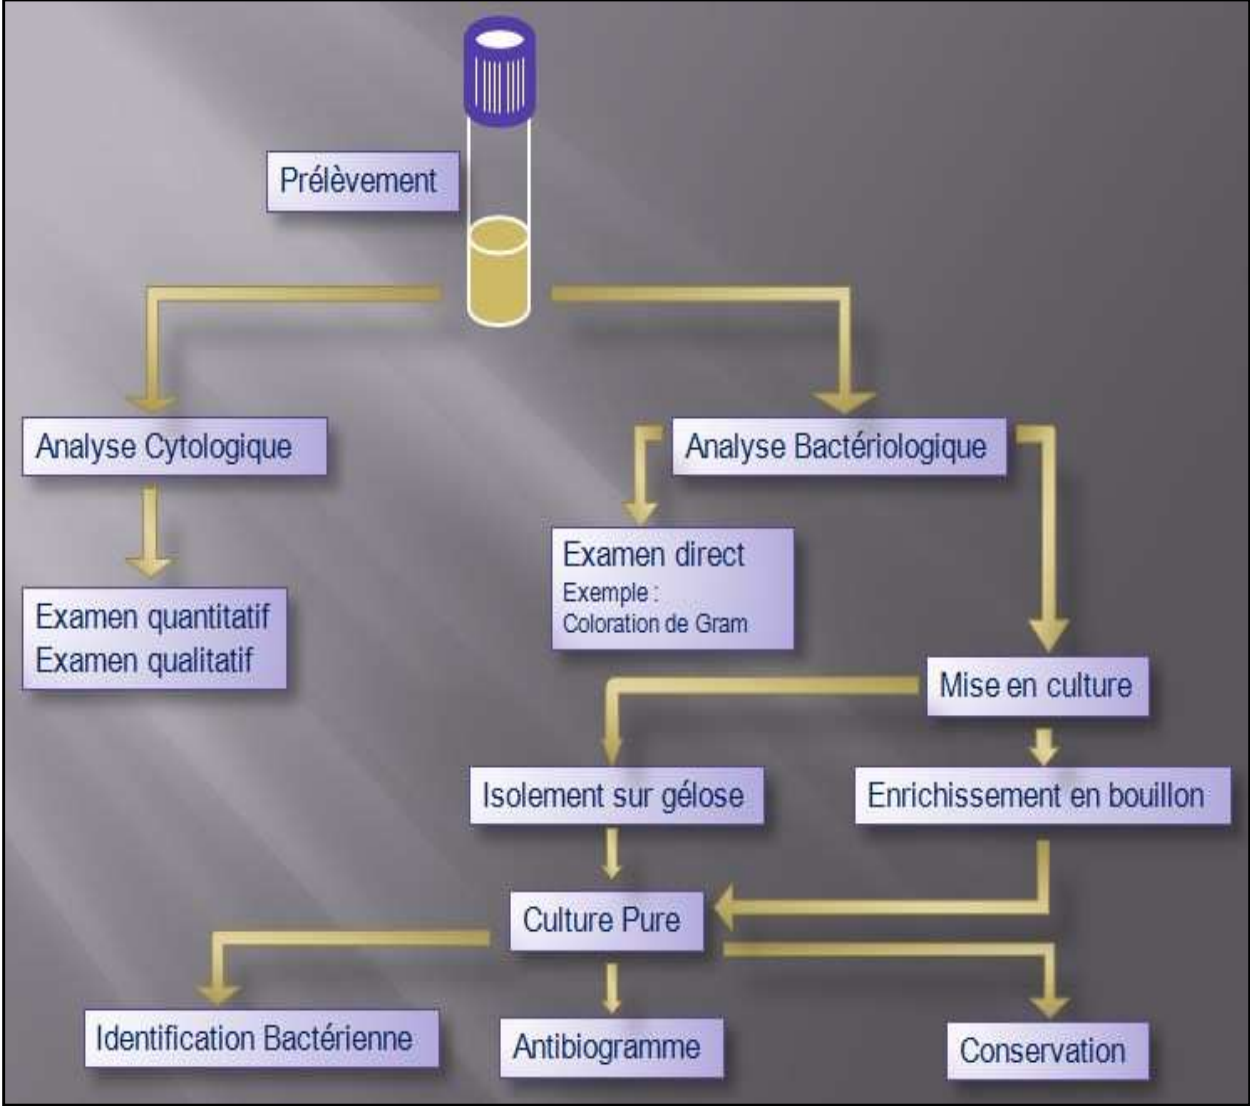 Prélèvement
Analyse Cytologique
Analyse Bactériologique
Examen direct
Exemple :
Coloration de Gram
Examen quantitatif
Examen qualitatif
Mise en culture
Isolement sur gélose
Enrichissement en bouillon
Culture Pure
Identification Bactérienne
Antibiogramme
Conservation